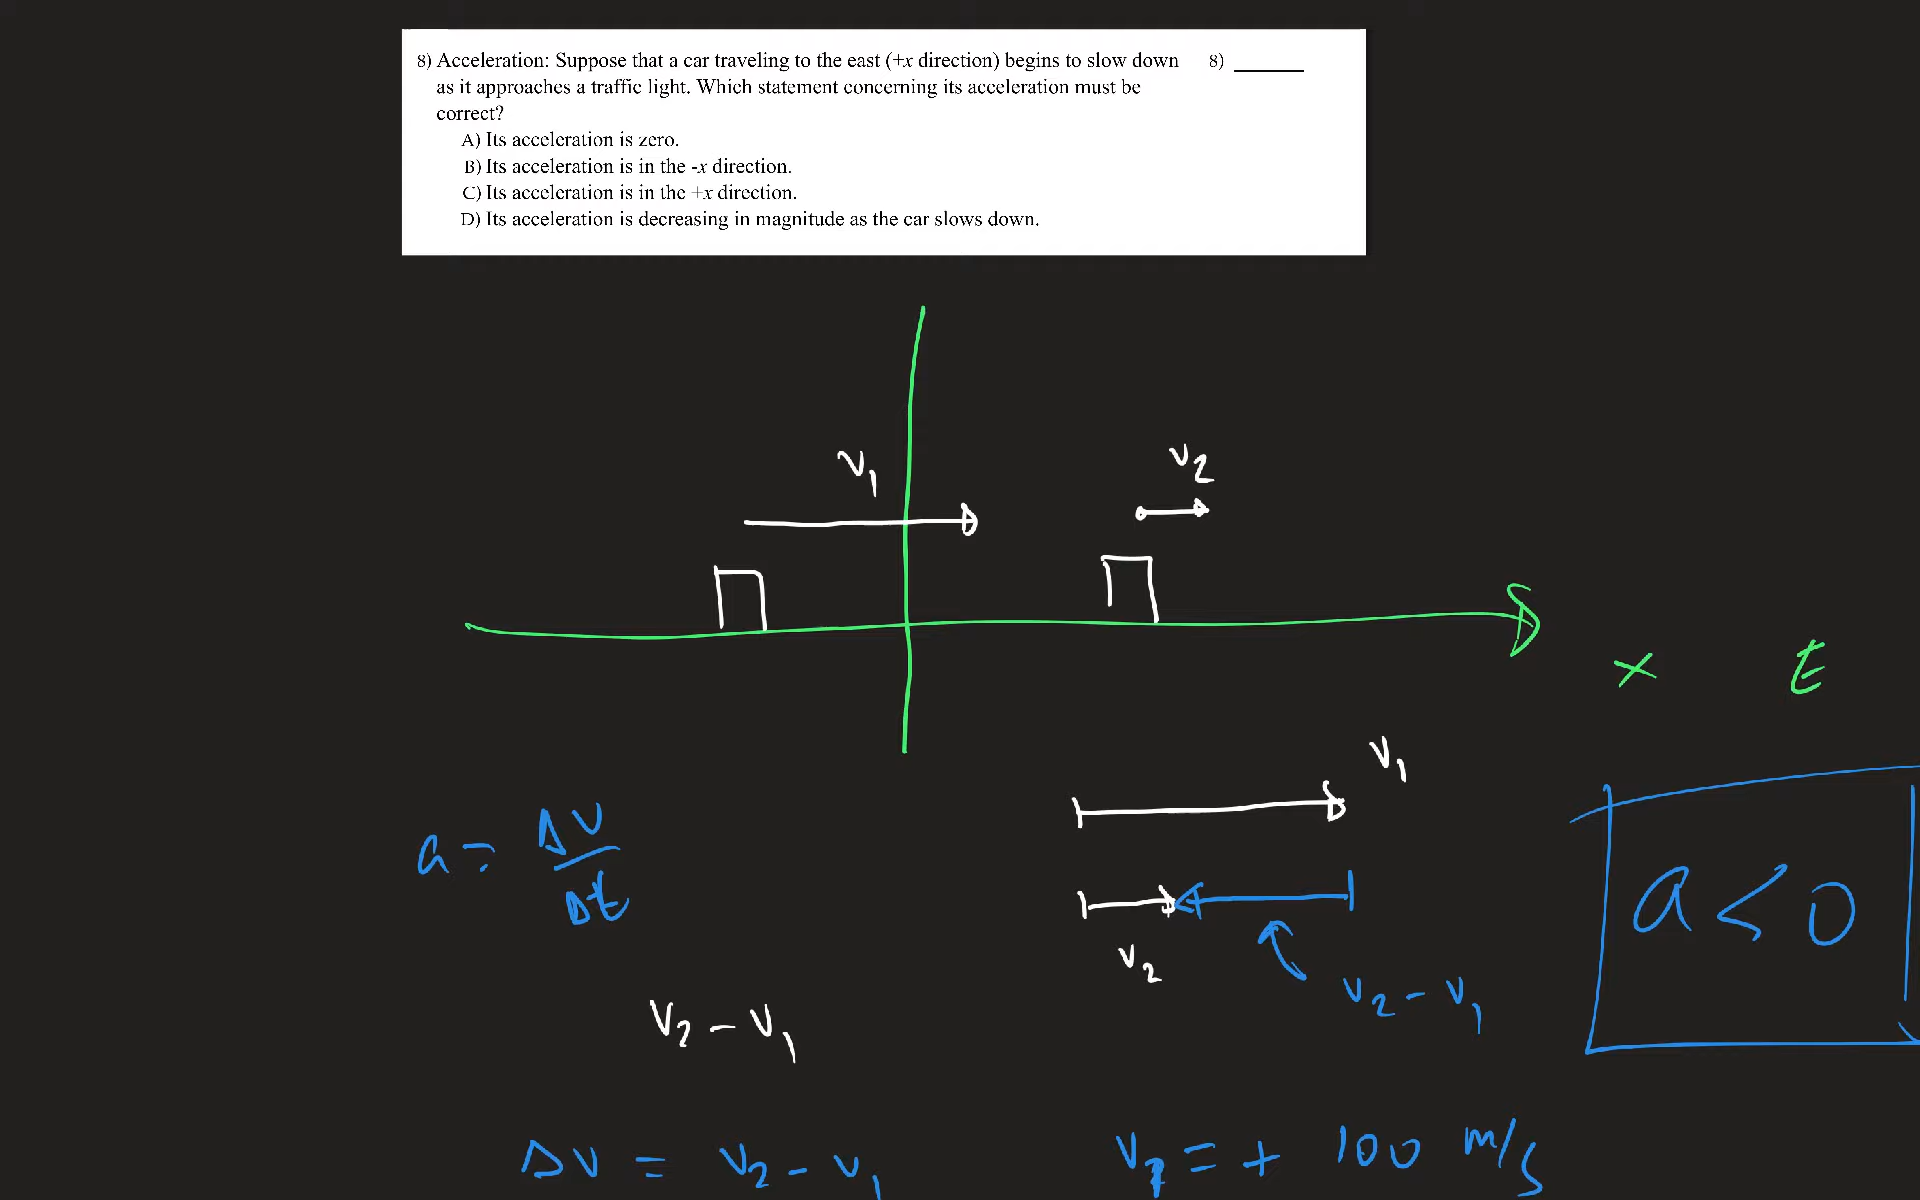 8) Acceleration: Suppose that a car traveling to the east (+x direction) begins to slow down 8) ______
as it approaches a traffic light. Which statement concerning its acceleration must be
correct?
A) Its acceleration is zero.
B) Its acceleration is in the -x direction.
C) Its acceleration is in the +x direction.
D) Its acceleration is decreasing in magnitude as the car slows down.
v₁ v₂
x t
v₁
a = Δv/Δt
a < 0
v₂
v₂ - v₁
v₂ - v₁
Δv = v₂ - v₁
= + 100 m/s